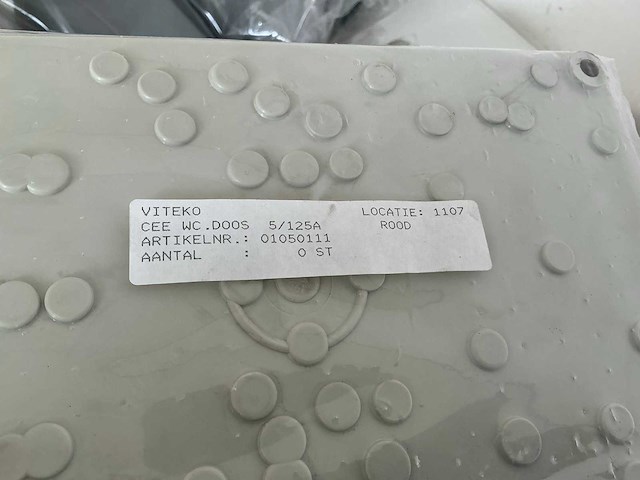 VITEKO LOCATIE: 1107
CEE WC.DOOS 5/125A ROOD
ARTIKELNR.: 01050111
AANTAL : 0 ST